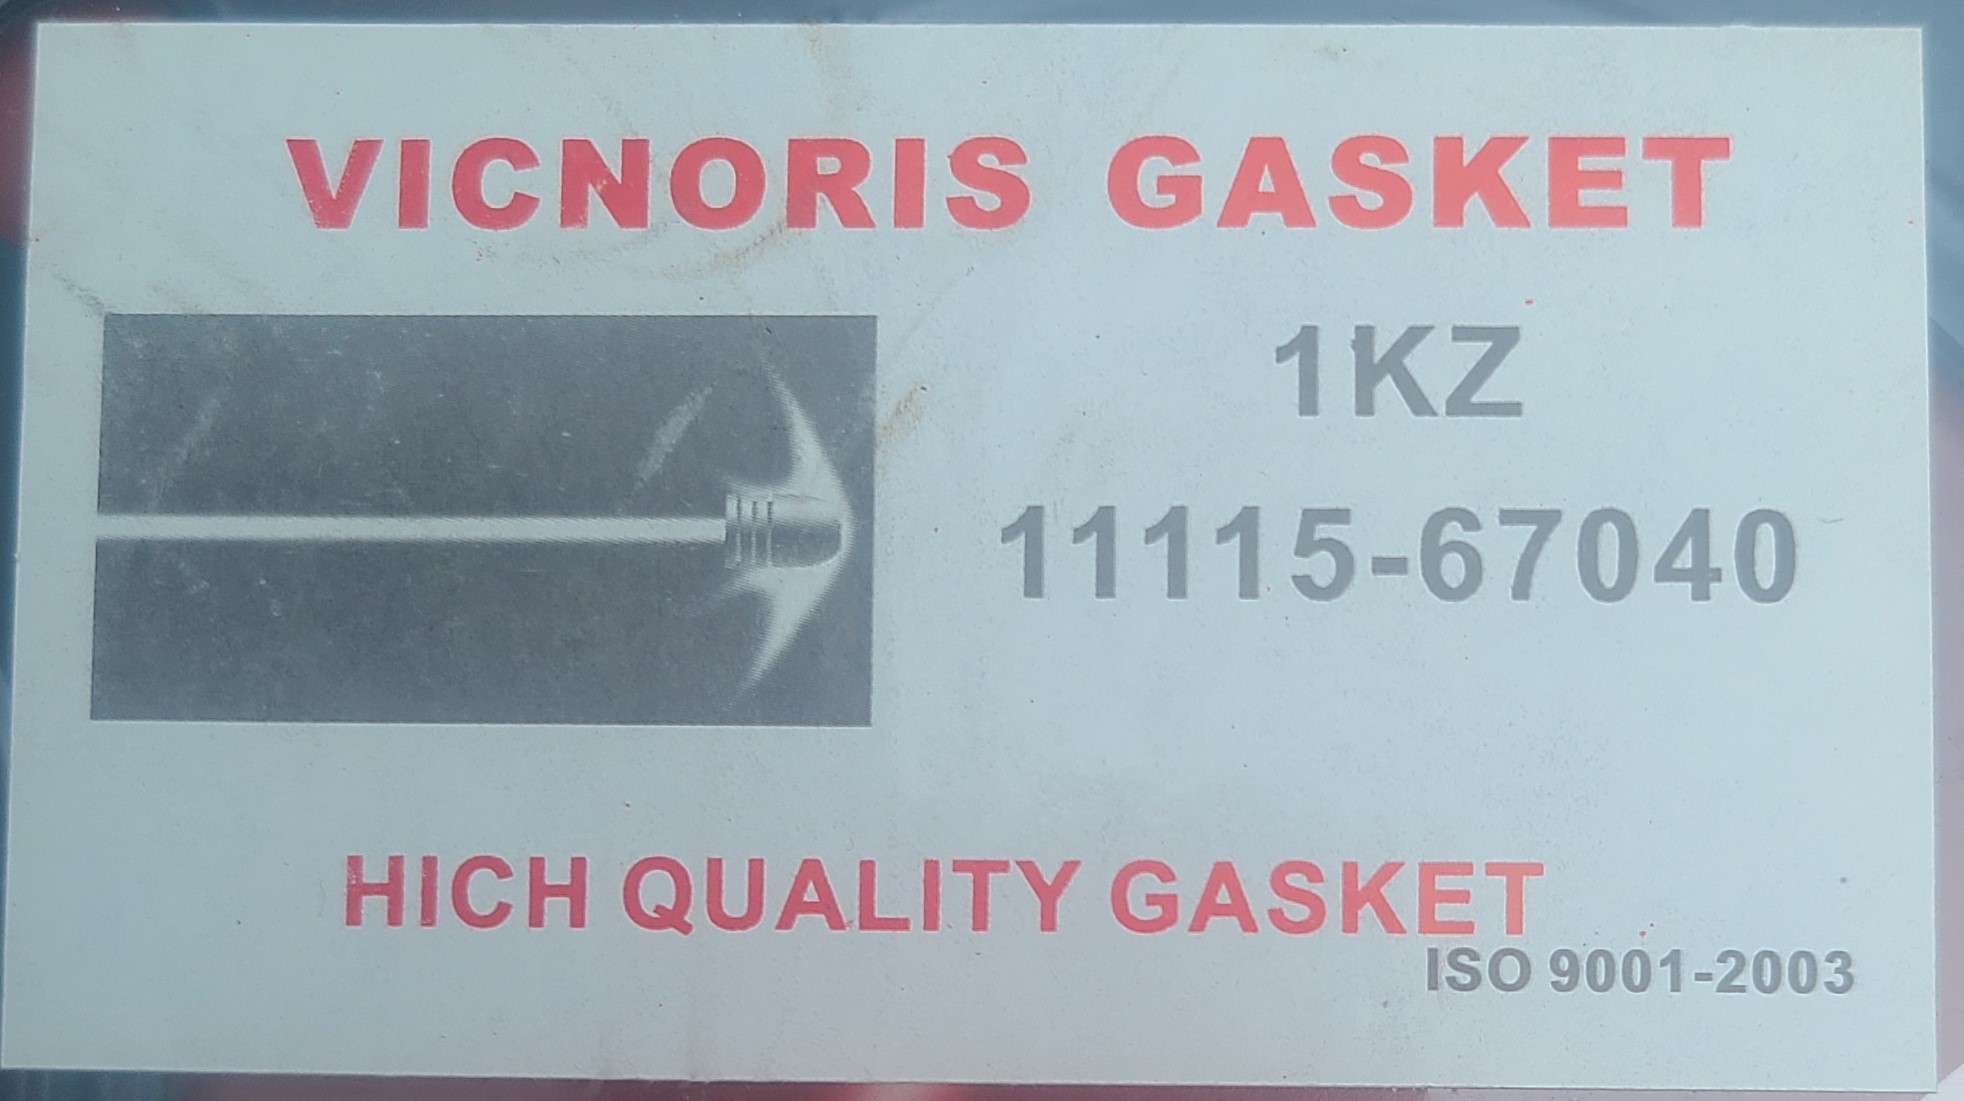 VICNORIS GASKET
1KZ
11115-67040
HICH QUALITY GASKET
ISO 9001-2003